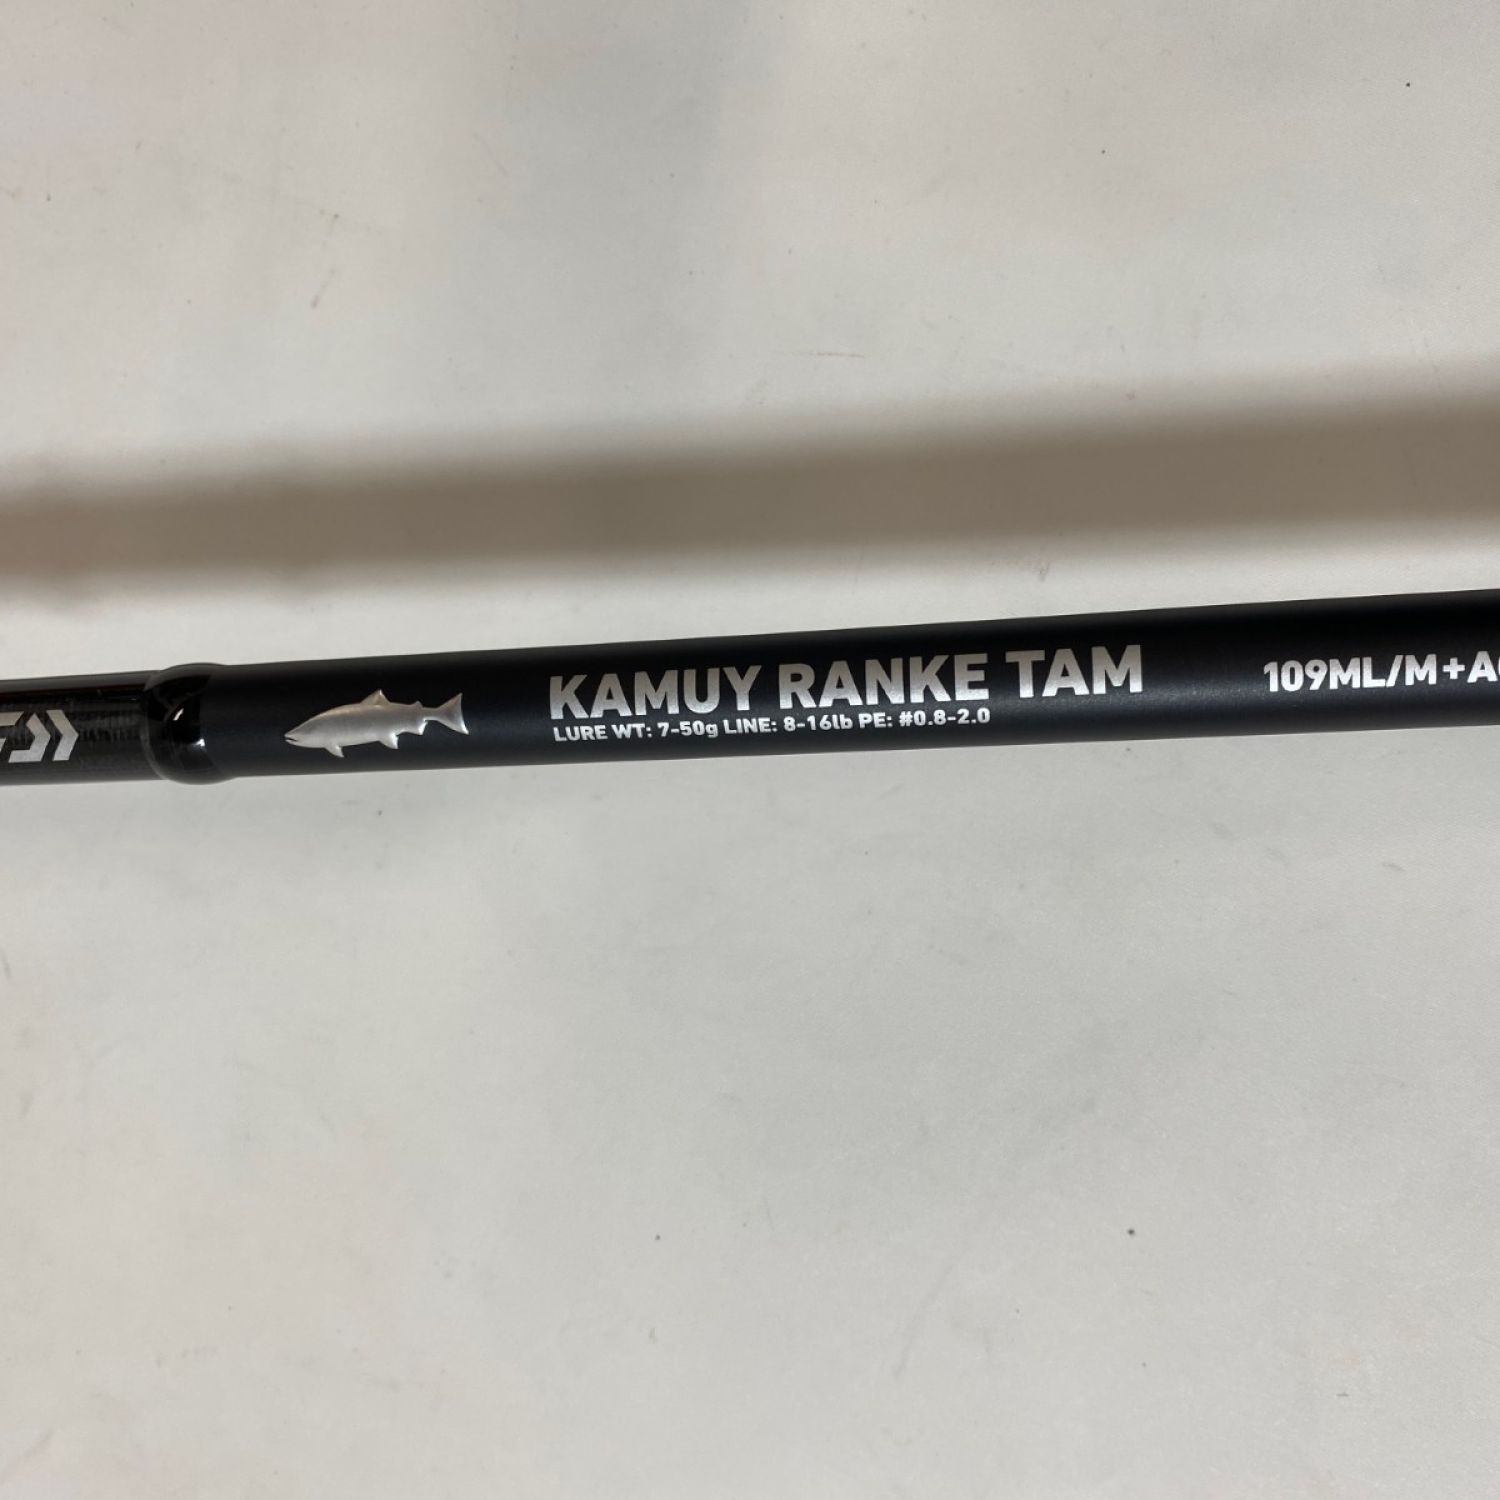 KAMUY RANKE TAM
LURE WT: 7-50g LINE: 8-16lb PE: #0.8-2.0
109ML/M+